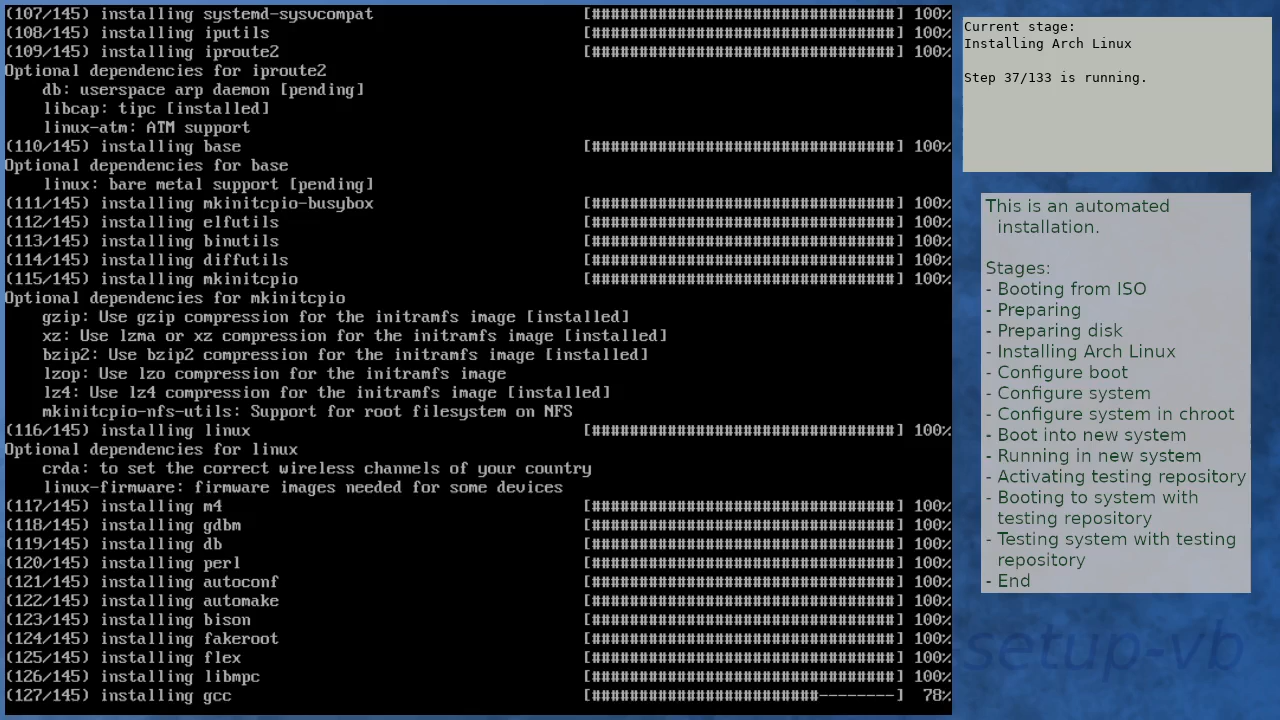 (107/145) installing systemd-sysvcompat [################################] 100%
(108/145) installing iputils [################################] 100%
(109/145) installing iproute2 [################################] 100%
Optional dependencies for iproute2
db: userspace arp daemon [pending]
libcap: tipc [installed]
linux-atm: ATM support
(110/145) installing base [################################] 100%
Optional dependencies for base
linux: bare metal support [pending]
(111/145) installing mkinitcpio-busybox [################################] 100%
(112/145) installing elfutils [################################] 100%
(113/145) installing binutils [################################] 100%
(114/145) installing diffutils [################################] 100%
(115/145) installing mkinitcpio [################################] 100%
Optional dependencies for mkinitcpio
gzip: Use gzip compression for the initramfs image [installed]
xz: Use lzma or xz compression for the initramfs image [installed]
bzip2: Use bzip2 compression for the initramfs image [installed]
lzop: Use lzo compression for the initramfs image
lz4: Use lz4 compression for the initramfs image [installed]
mkinitcpio-nfs-utils: Support for root filesystem on NFS
(116/145) installing linux [################################] 100%
Optional dependencies for linux
crda: to set the correct wireless channels of your country
linux-firmware: firmware images needed for some devices
(117/145) installing m4 [################################] 100%
(118/145) installing gdbm [################################] 100%
(119/145) installing db [################################] 100%
(120/145) installing perl [################################] 100%
(121/145) installing autoconf [################################] 100%
(122/145) installing automake [################################] 100%
(123/145) installing bison [################################] 100%
(124/145) installing fakeroot [################################] 100%
(125/145) installing flex [################################] 100%
(126/145) installing libmpc [################################] 100%
(127/145) installing gcc [########################--------] 78%
Current stage:
Installing Arch Linux
Step 37/133 is running.
This is an automated
installation.
Stages:
- Booting from ISO
- Preparing
- Preparing disk
- Installing Arch Linux
- Configure boot
- Configure system
- Configure system in chroot
- Boot into new system
- Running in new system
- Activating testing repository
- Booting to system with
testing repository
- Testing system with testing
repository
- End
setup-vb